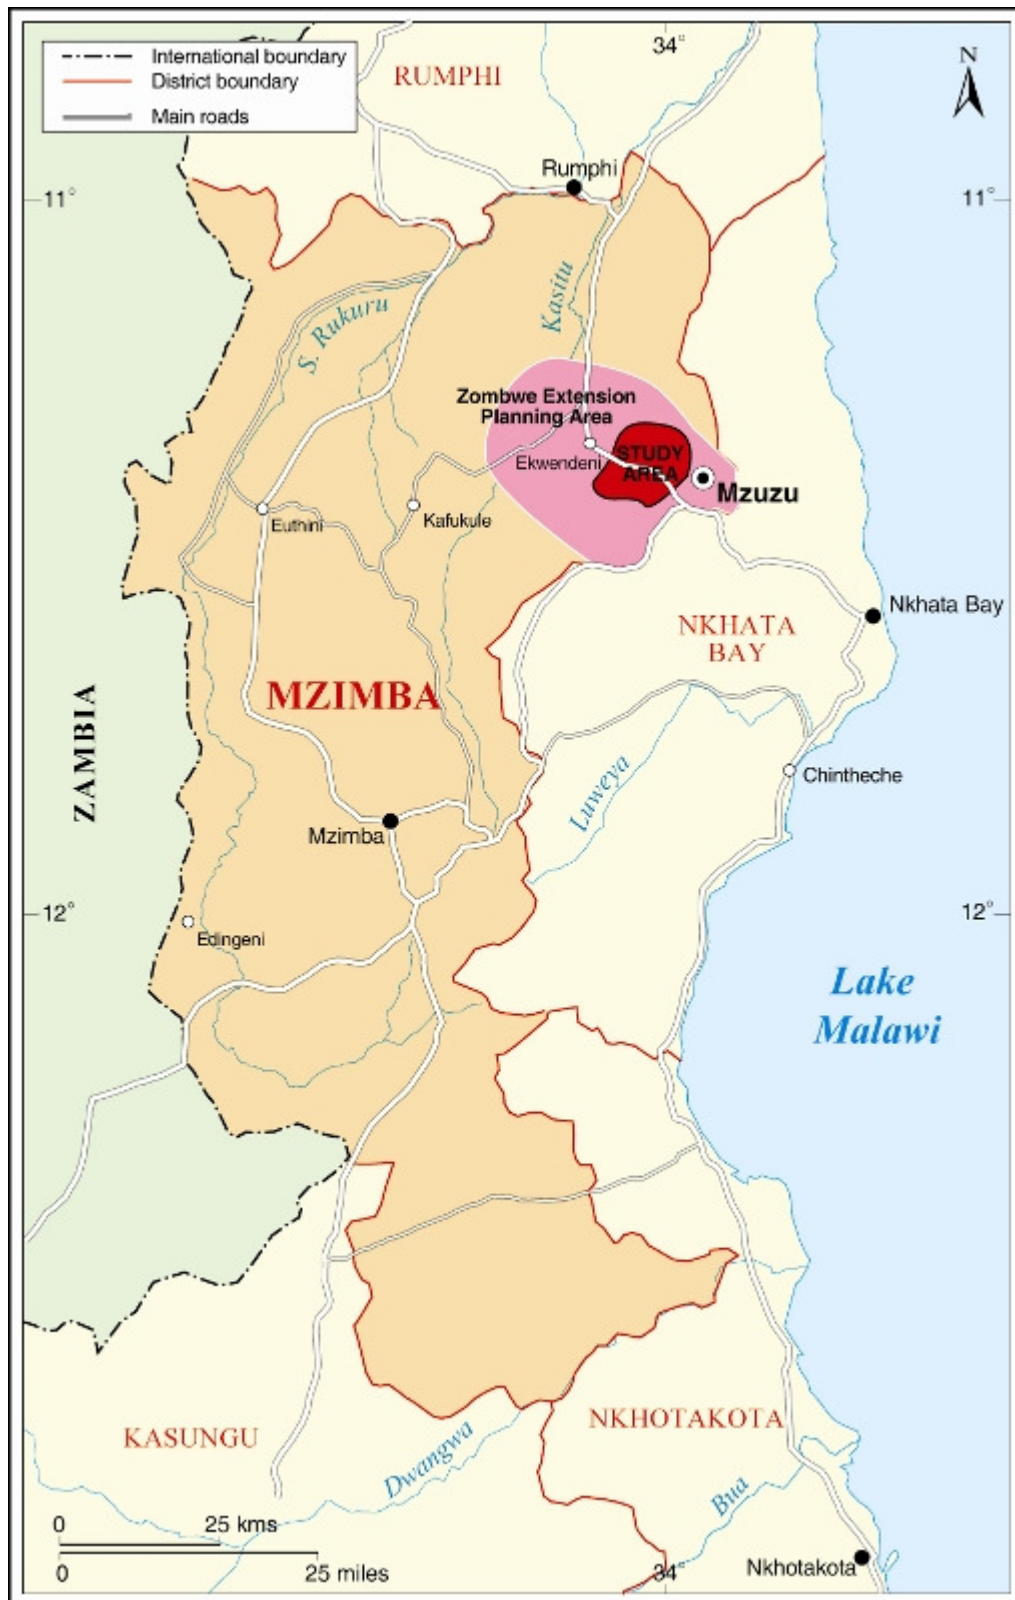 International boundary
District boundary
Main roads
34°
N
RUMPHI
Rumphi
11°
11°
Kasitu
S. Rukuru
Zombwe Extension
Planning Area
Ekwendeni
STUDY
AREA
Mzuzu
Euthini
Kafukule
Nkhata Bay
NKHATA
BAY
MZIMBA
ZAMBIA
Luweya
Chintheche
Mzimba
12°
12°
Edingeni
Lake
Malawi
KASUNGU
NKHOTAKOTA
Dwangwa
Bua
0
25 kms
0
25 miles
34°
Nkhotakota